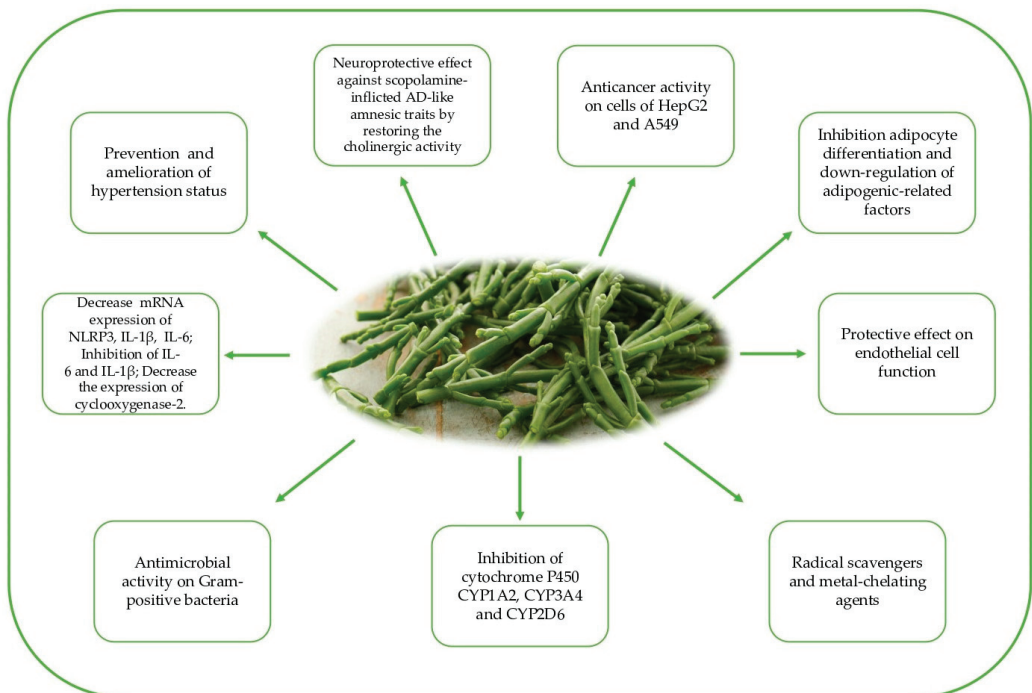 Neuroprotective effect
against scopolamine-
inflicted AD-like
amnesic traits by
restoring the
cholinergic activity
Anticancer activity
on cells of HepG2
and A549
Prevention and
amelioration of
hypertension status
Inhibition adipocyte
differentiation and
down-regulation of
adipogenic-related
factors
Decrease mRNA
expression of
NLRP3, IL-1β, IL-6;
Inhibition of IL-
6 and IL-1β; Decrease
the expression of
cyclooxygenase-2.
Protective effect on
endothelial cell
function
Antimicrobial
activity on Gram-
positive bacteria
Inhibition of
cytochrome P450
CYP1A2, CYP3A4
and CYP2D6
Radical scavengers
and metal-chelating
agents